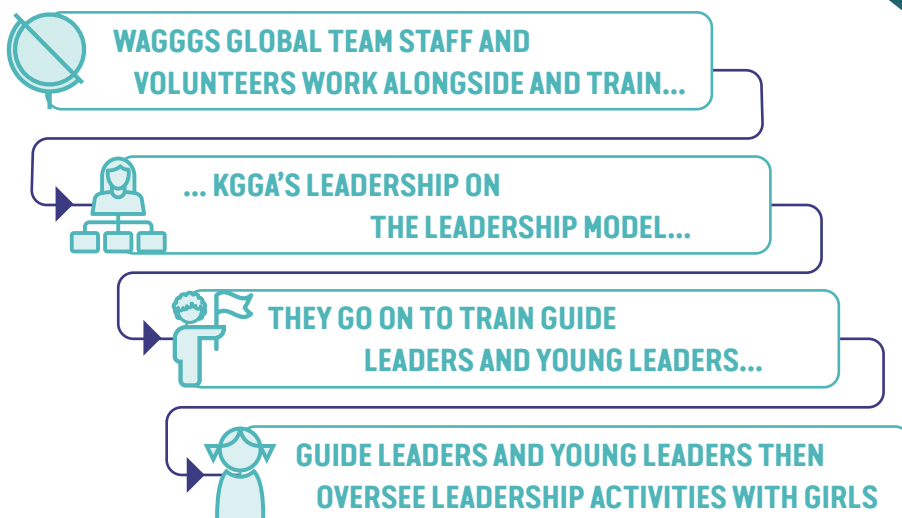 WAGGGS GLOBAL TEAM STAFF AND
VOLUNTEERS WORK ALONGSIDE AND TRAIN...
... KGGA'S LEADERSHIP ON
THE LEADERSHIP MODEL...
THEY GO ON TO TRAIN GUIDE
LEADERS AND YOUNG LEADERS...
GUIDE LEADERS AND YOUNG LEADERS THEN
OVERSEE LEADERSHIP ACTIVITIES WITH GIRLS